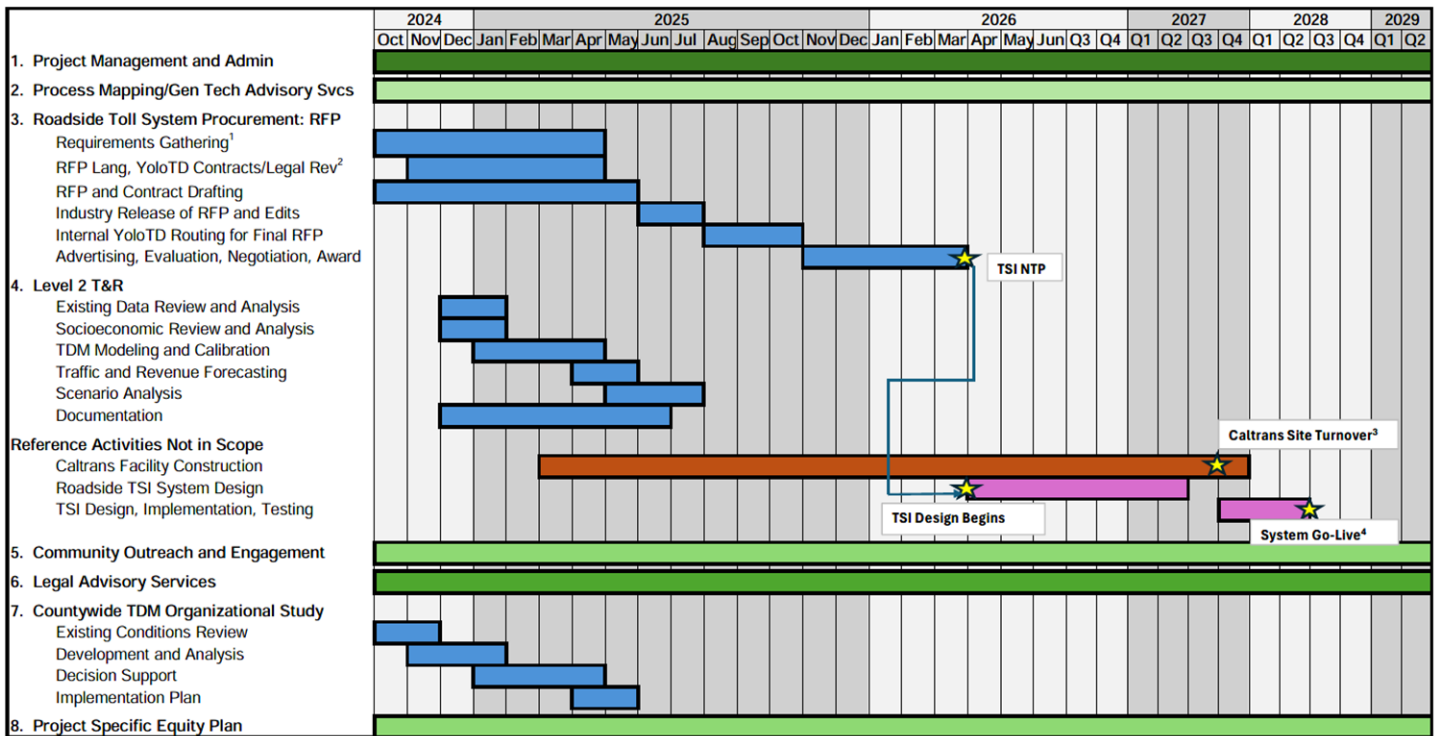 2024 2025 2026 2027 2028 2029
Oct Nov Dec Jan Feb Mar Apr May Jun Jul Aug Sep Oct Nov Dec Jan Feb Mar Apr May Jun Q3 Q4 Q1 Q2 Q3 Q4 Q1 Q2 Q3 Q4 Q1 Q2
1. Project Management and Admin
2. Process Mapping/Gen Tech Advisory Svcs
3. Roadside Toll System Procurement: RFP
Requirements Gathering¹
RFP Lang, YoloTD Contracts/Legal Rev²
RFP and Contract Drafting
Industry Release of RFP and Edits
Internal YoloTD Routing for Final RFP
Advertising, Evaluation, Negotiation, Award
TSI NTP
4. Level 2 T&R
Existing Data Review and Analysis
Socioeconomic Review and Analysis
TDM Modeling and Calibration
Traffic and Revenue Forecasting
Scenario Analysis
Documentation
Reference Activities Not in Scope
Caltrans Site Turnover³
Caltrans Facility Construction
Roadside TSI System Design
TSI Design, Implementation, Testing
TSI Design Begins
System Go-Live⁴
5. Community Outreach and Engagement
6. Legal Advisory Services
7. Countywide TDM Organizational Study
Existing Conditions Review
Development and Analysis
Decision Support
Implementation Plan
8. Project Specific Equity Plan